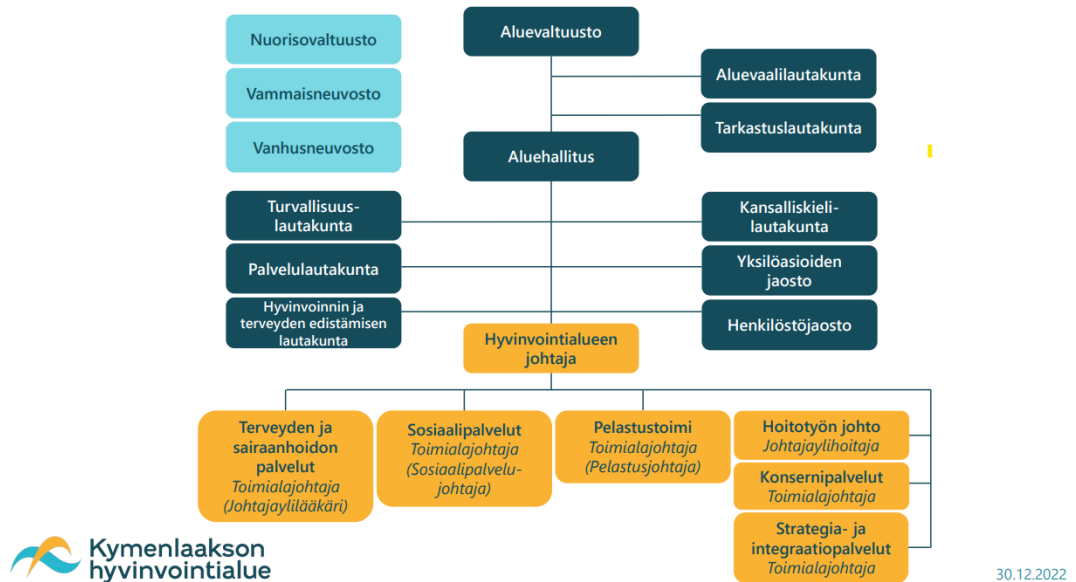 Nuorisovaltuusto
Vammaisneuvosto
Vanhusneuvosto
Aluevaltuusto
Aluevaalilautakunta
Tarkastuslautakunta
Aluehallitus
Turvallisuus-
lautakunta
Kansalliskieli-
lautakunta
Palvelulautakunta
Yksilöasioiden
jaosto
Hyvinvoinnin ja
terveyden edistämisen
lautakunta
Henkilöstöjaosto
Hyvinvointialueen
johtaja
Terveyden ja
sairaanhoidon
palvelut
Toimialajohtaja
(Johtajaylilääkäri)
Sosiaalipalvelut
Toimialajohtaja
(Sosiaalipalvelu-
johtaja)
Pelastustoimi
Toimialajohtaja
(Pelastusjohtaja)
Hoitotyön johto
Johtajaylihoitaja
Konsernipalvelut
Toimialajohtaja
Strategia- ja
integraatiopalvelut
Toimialajohtaja
Kymenlaakson
hyvinvointialue
30.12.2022